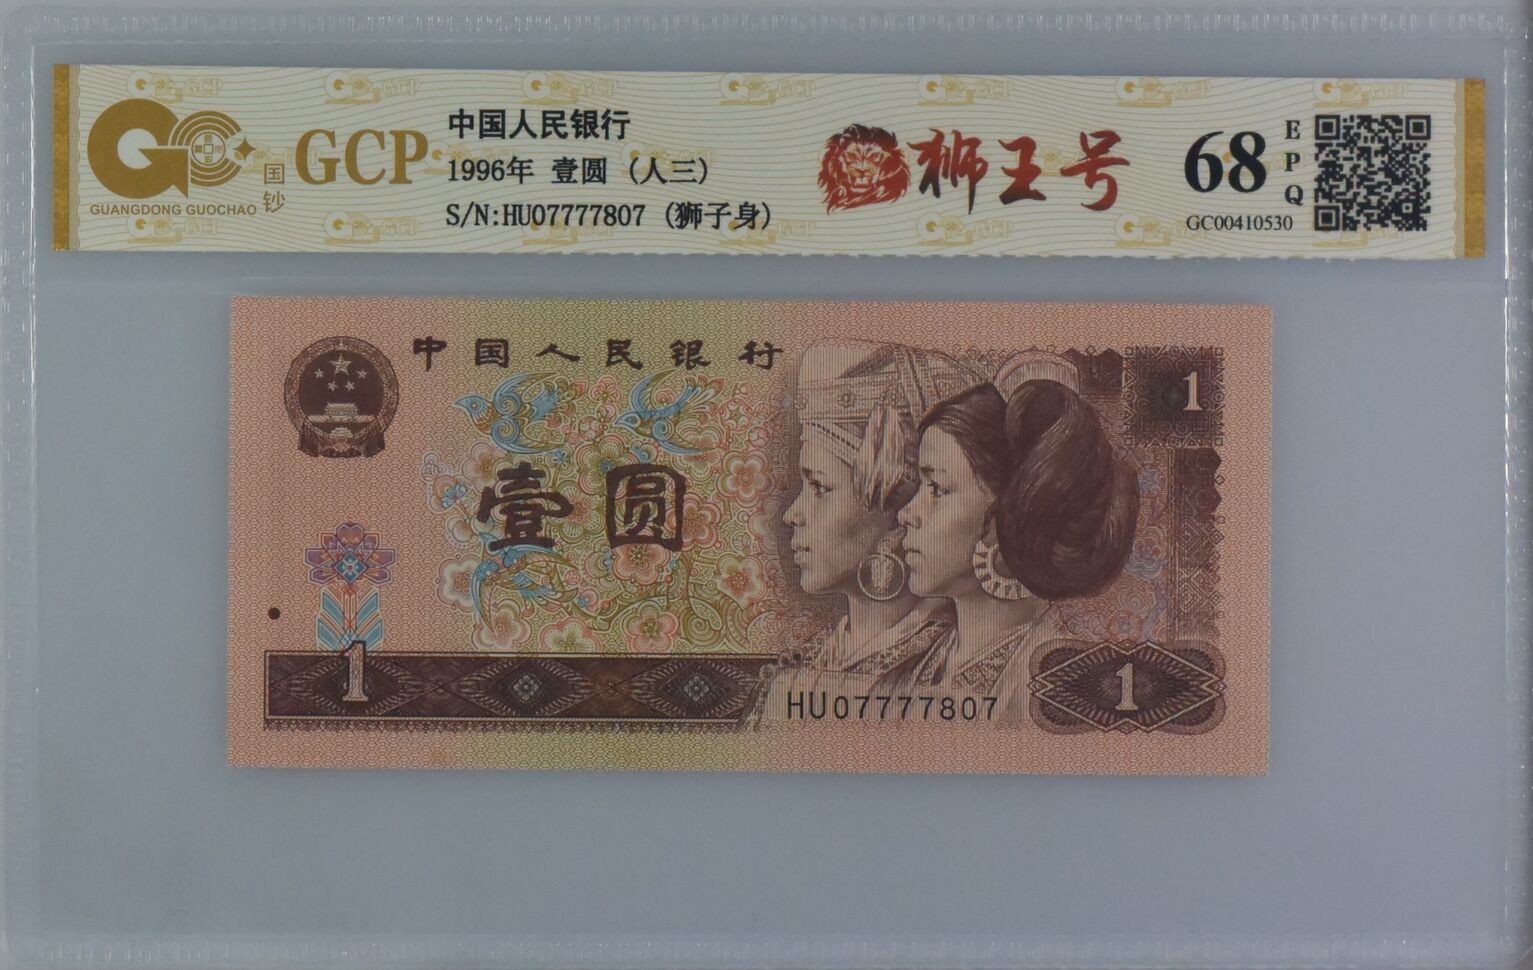 GUANGDONG GUOCHAO
国钞
GCP
中国人民银行
1996年 壹圆 (人三)
S/N:HU07777807 (狮子身)
狮王号
68
EPQ
GC00410530
中国人民银行
1
壹圆
1
HU07777807
1